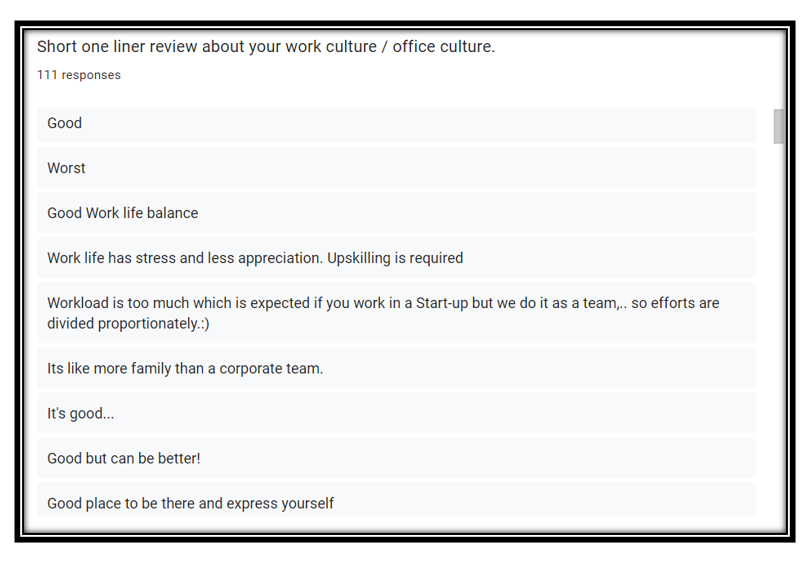 Short one liner review about your work culture / office culture.
111 responses
Good
Worst
Good Work life balance
Work life has stress and less appreciation. Upskilling is required
Workload is too much which is expected if you work in a Start-up but we do it as a team,.. so efforts are
divided proportionately.:)
Its like more family than a corporate team.
It's good...
Good but can be better!
Good place to be there and express yourself